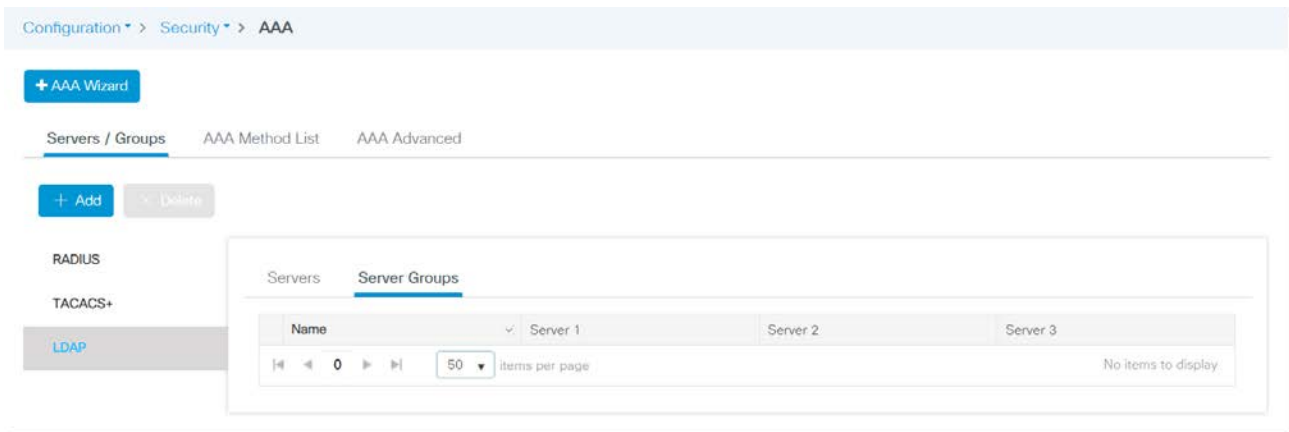 Configuration > Security > AAA
+ AAA Wizard
Servers / Groups AAA Method List AAA Advanced
+ Add × Delete
RADIUS
TACACS+
LDAP
Servers Server Groups
Name Server 1 Server 2 Server 3
0 50 items per page No items to display